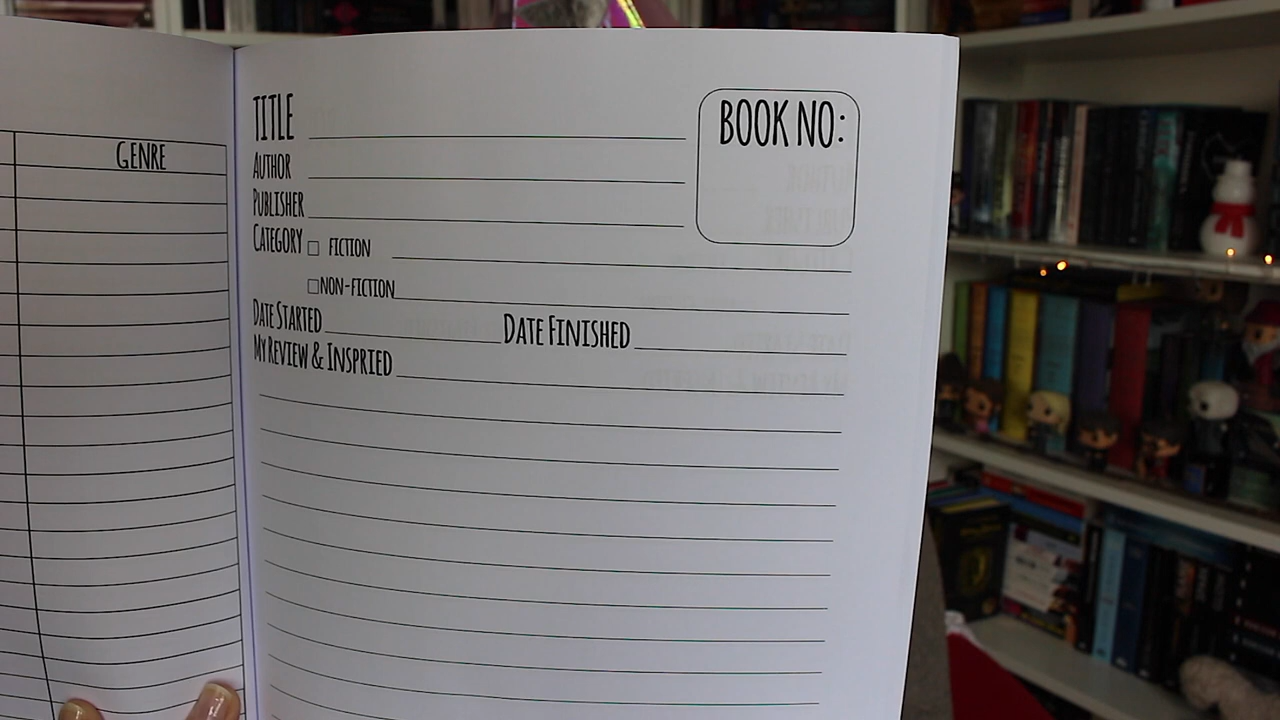 GENRE
TITLE
BOOK NO:
AUTHOR
PUBLISHER
CATEGORY □ FICTION
□ NON-FICTION
DATE STARTED DATE FINISHED
MY REVIEW & INSPRIED